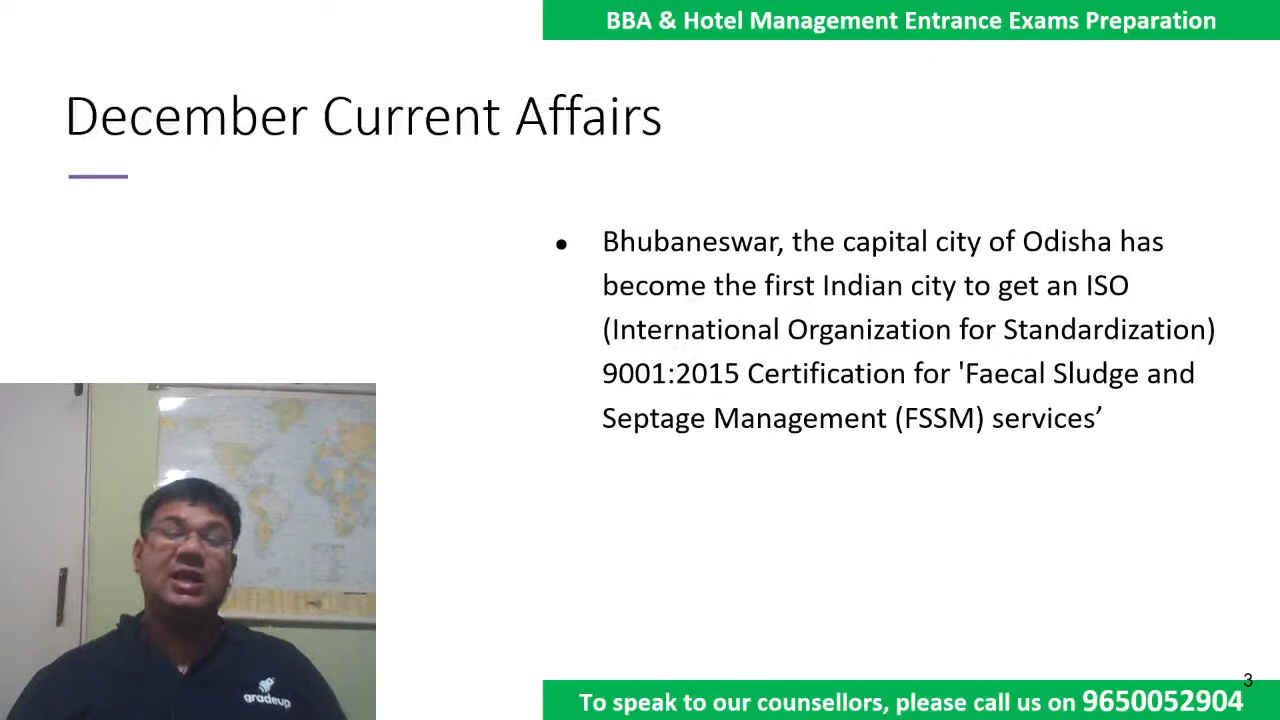 BBA & Hotel Management Entrance Exams Preparation
December Current Affairs
• Bhubaneswar, the capital city of Odisha has
become the first Indian city to get an ISO
(International Organization for Standardization)
9001:2015 Certification for 'Faecal Sludge and
Septage Management (FSSM) services’
gradeup
3
To speak to our counsellors, please call us on 9650052904